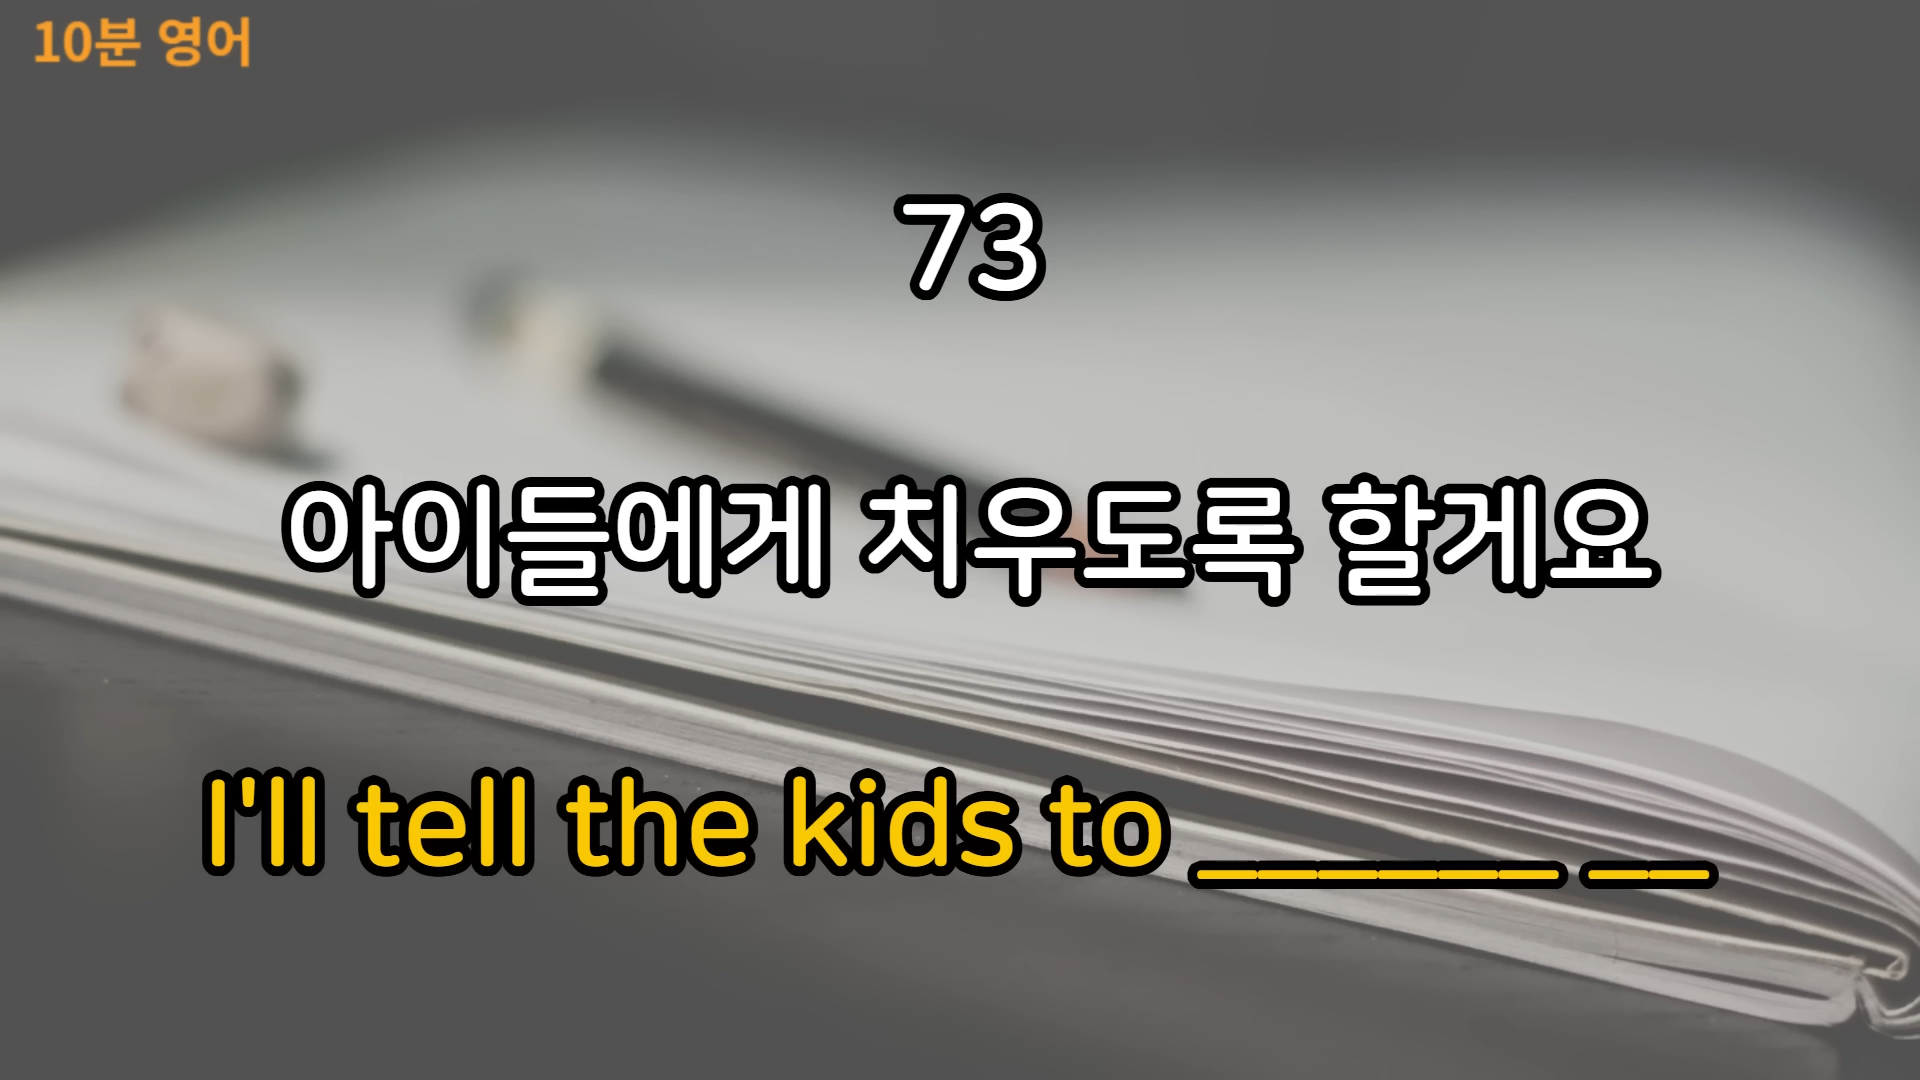 10분 영어
73
아이들에게 치우도록 할게요
I'll tell the kids to ______ __